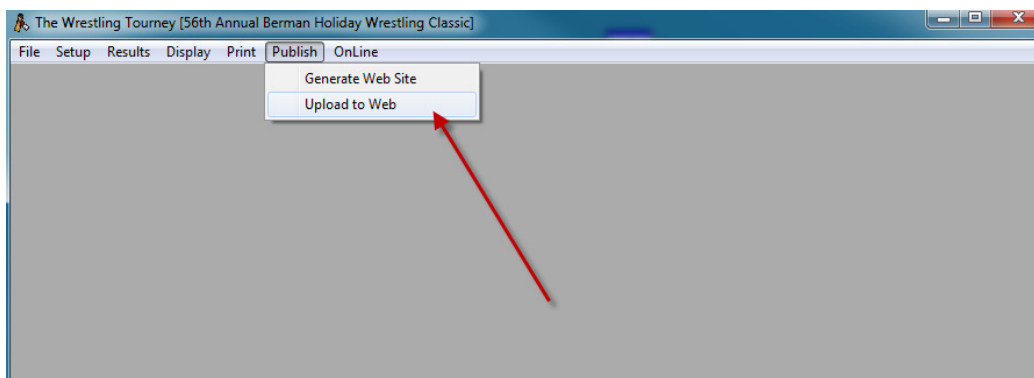 The Wrestling Tourney [56th Annual Berman Holiday Wrestling Classic]
File Setup Results Display Print Publish OnLine
Generate Web Site
Upload to Web